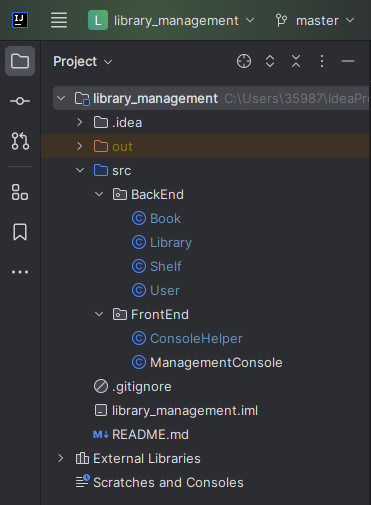 IJ L library_management master
Project
library_management C:\Users\35987\IdeaPro
.idea
out
src
BackEnd
C Book
C Library
C Shelf
C User
FrontEnd
C ConsoleHelper
C ManagementConsole
.gitignore
library_management.iml
M↓ README.md
External Libraries
Scratches and Consoles